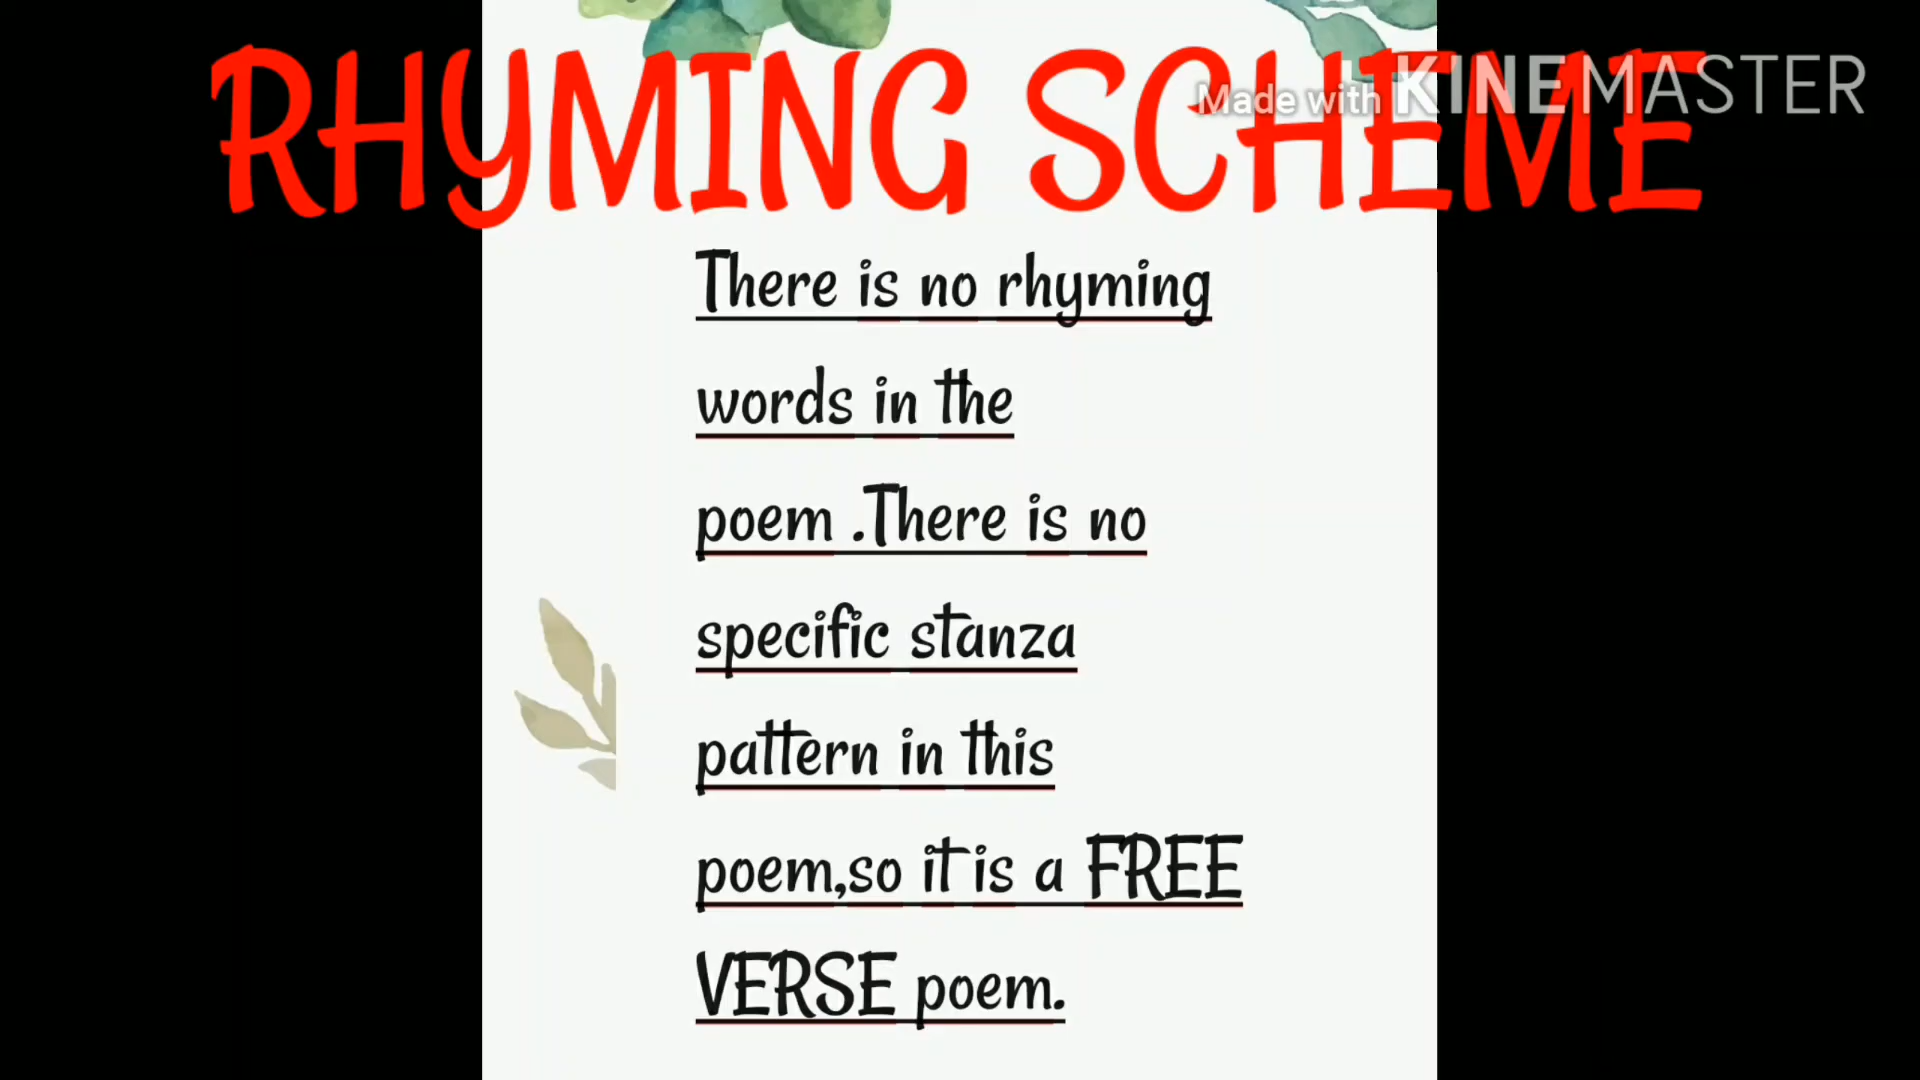 RHYMING SCHEME
Made with KINEMASTER
There is no rhyming
words in the
poem .There is no
specific stanza
pattern in this
poem,so it is a FREE
VERSE poem.